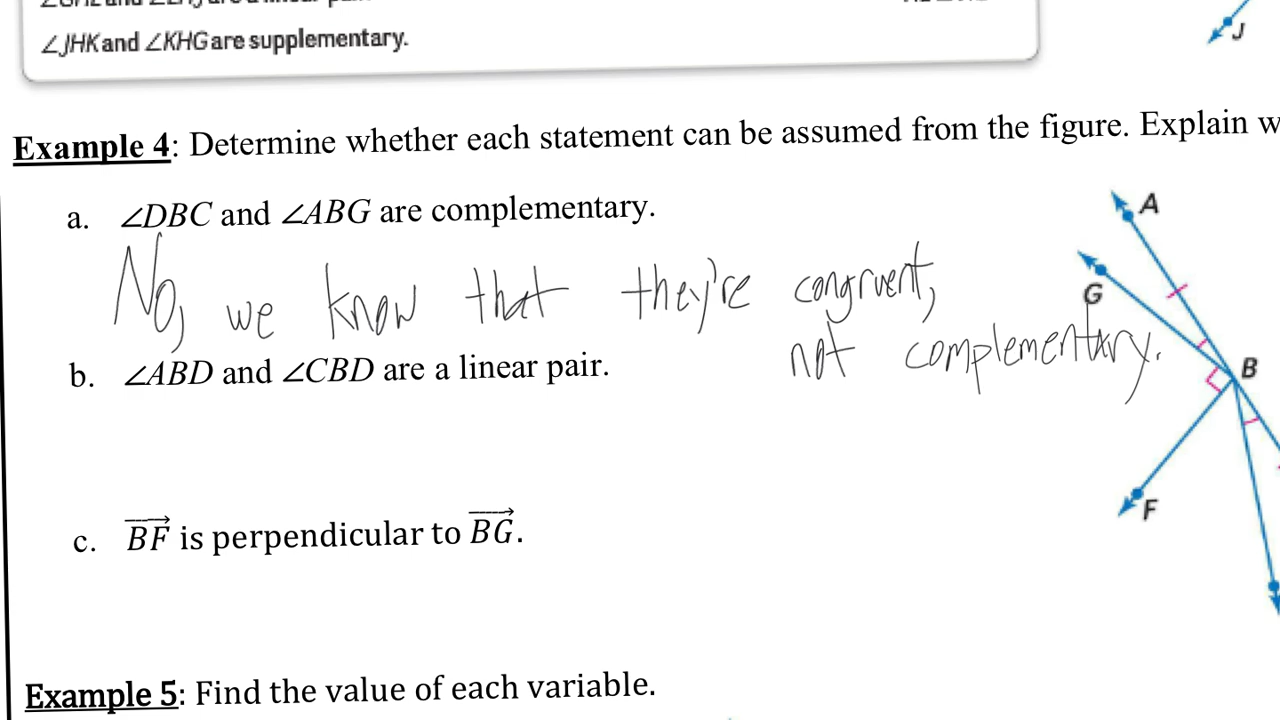 ∠JHK and ∠KHG are supplementary.
J
Example 4: Determine whether each statement can be assumed from the figure. Explain
a. ∠DBC and ∠ABG are complementary.
No, we know that they're congruent,
not complementary.
b. ∠ABD and ∠CBD are a linear pair.
c. BF is perpendicular to BG.
A
G
B
F
Example 5: Find the value of each variable.